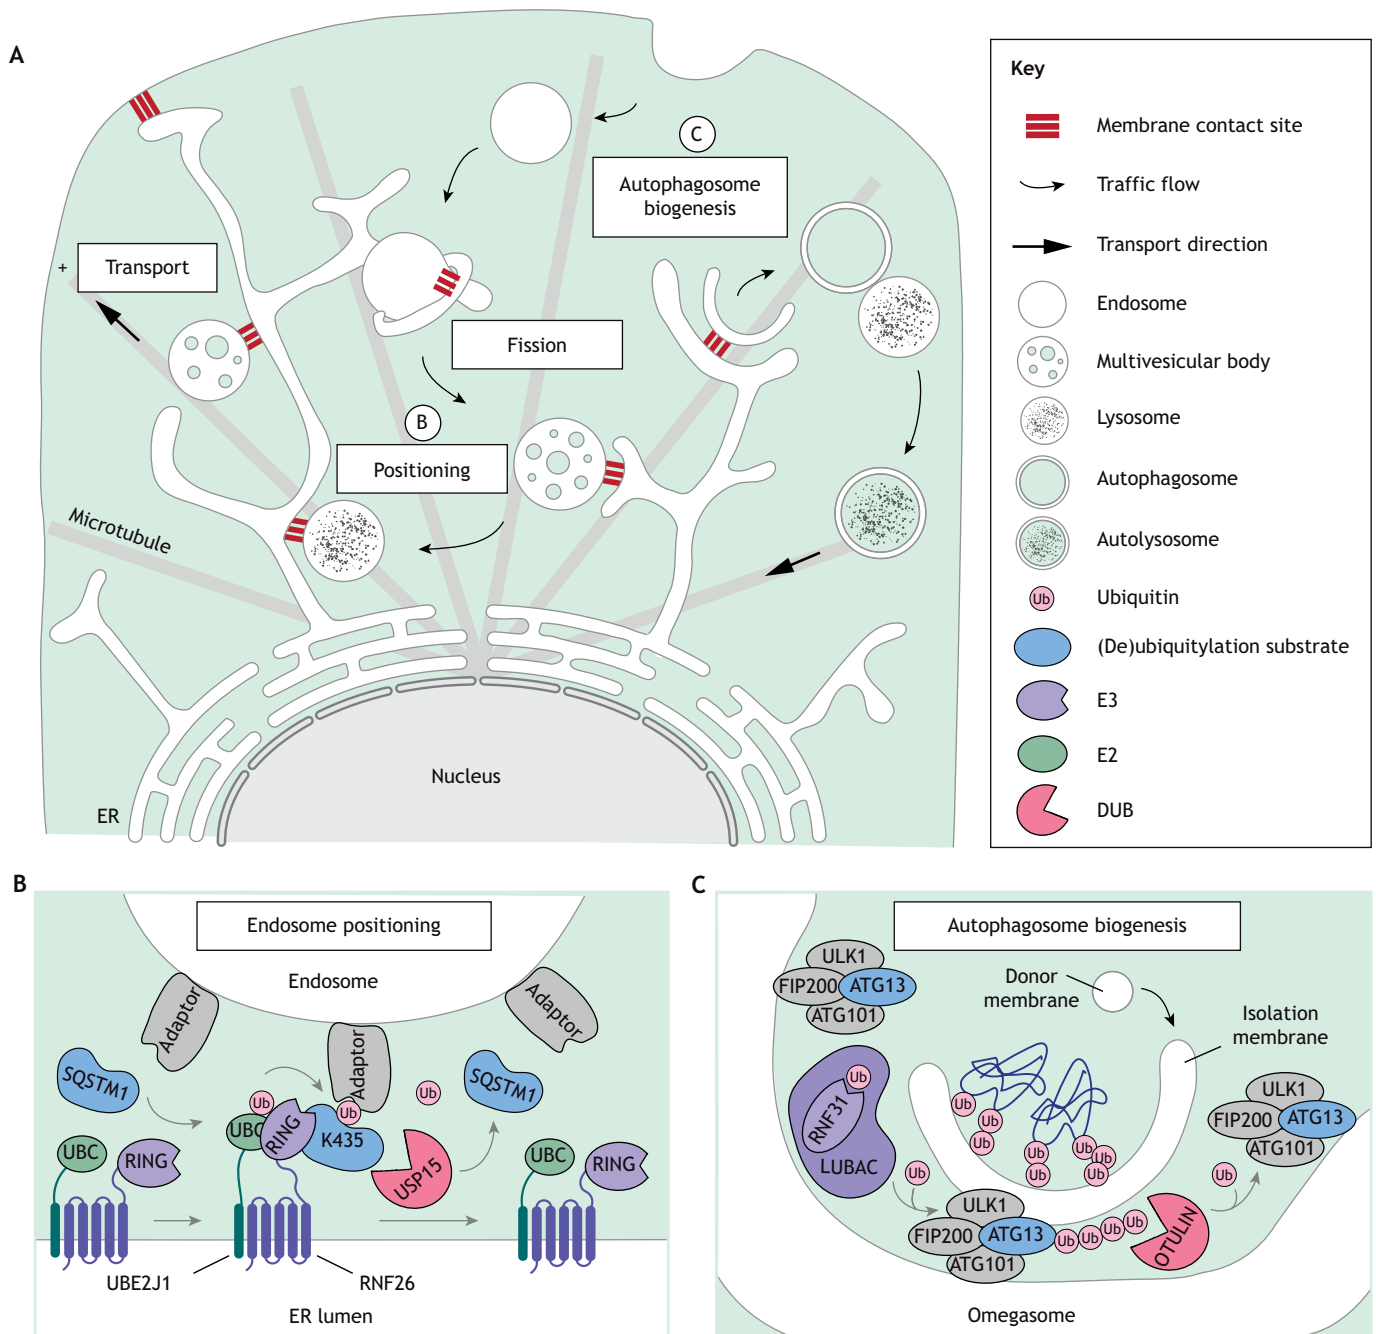 A
C
Autophagosome
biogenesis
+
Transport
Fission
B
Positioning
Microtubule
Nucleus
ER
Key
Membrane contact site
Traffic flow
Transport direction
Endosome
Multivesicular body
Lysosome
Autophagosome
Autolysosome
Ub
Ubiquitin
(De)ubiquitylation substrate
E3
E2
DUB
B
Endosome positioning
Endosome
Adaptor
Adaptor
Adaptor
SQSTM1
SQSTM1
Ub
Ub
Ub
UBC
RING
K435
UBC
RING
USP15
UBC
RING
UBE2J1
RNF26
ER lumen
C
Autophagosome biogenesis
ULK1
FIP200
ATG13
ATG101
Donor
membrane
Isolation
membrane
Ub
RNF31
LUBAC
Ub
Ub
Ub
Ub
Ub
Ub
Ub
Ub
ULK1
FIP200
ATG13
ATG101
Ub
ULK1
FIP200
ATG13
ATG101
Ub
Ub
Ub
Ub
OTULIN
Ub
Omegasome